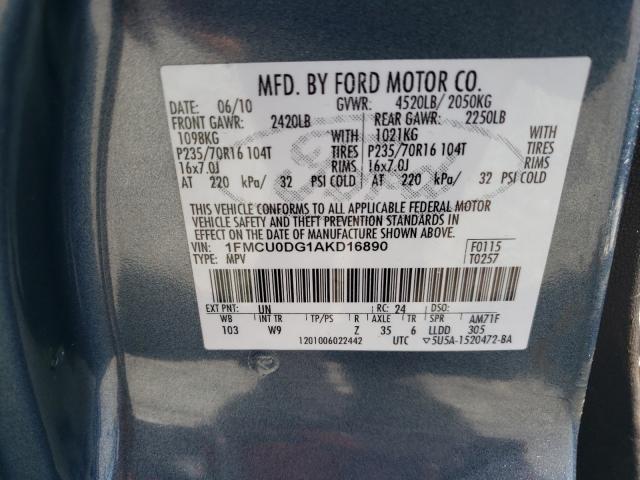 MFD. BY FORD MOTOR CO.
DATE: 06/10 GVWR: 4520LB/ 2050KG
FRONT GAWR: 2420LB REAR GAWR: 2250LB
1098KG WITH 1021KG WITH
P235/70R16 104T TIRES P235/70R16 104T TIRES
16x7.0J RIMS 16x7.0J RIMS
AT 220 kPa/ 32 PSI COLD AT 220 kPa/ 32 PSI COLD
THIS VEHICLE CONFORMS TO ALL APPLICABLE FEDERAL MOTOR
VEHICLE SAFETY AND THEFT PREVENTION STANDARDS IN EFFECT ON THE
DATE OF MANUFACTURE SHOWN ABOVE.
VIN: 1FMCU0DG1AKD16890 F0115
TYPE: MPV T0257
EXT PNT: UN RC: 24 DSO:
WB INT TR TP/PS R AXLE TR SPR AM71F
103 W9 Z 35 6 LLDD 305
1201006022442 UTC ▽5U5A-1520472-BA